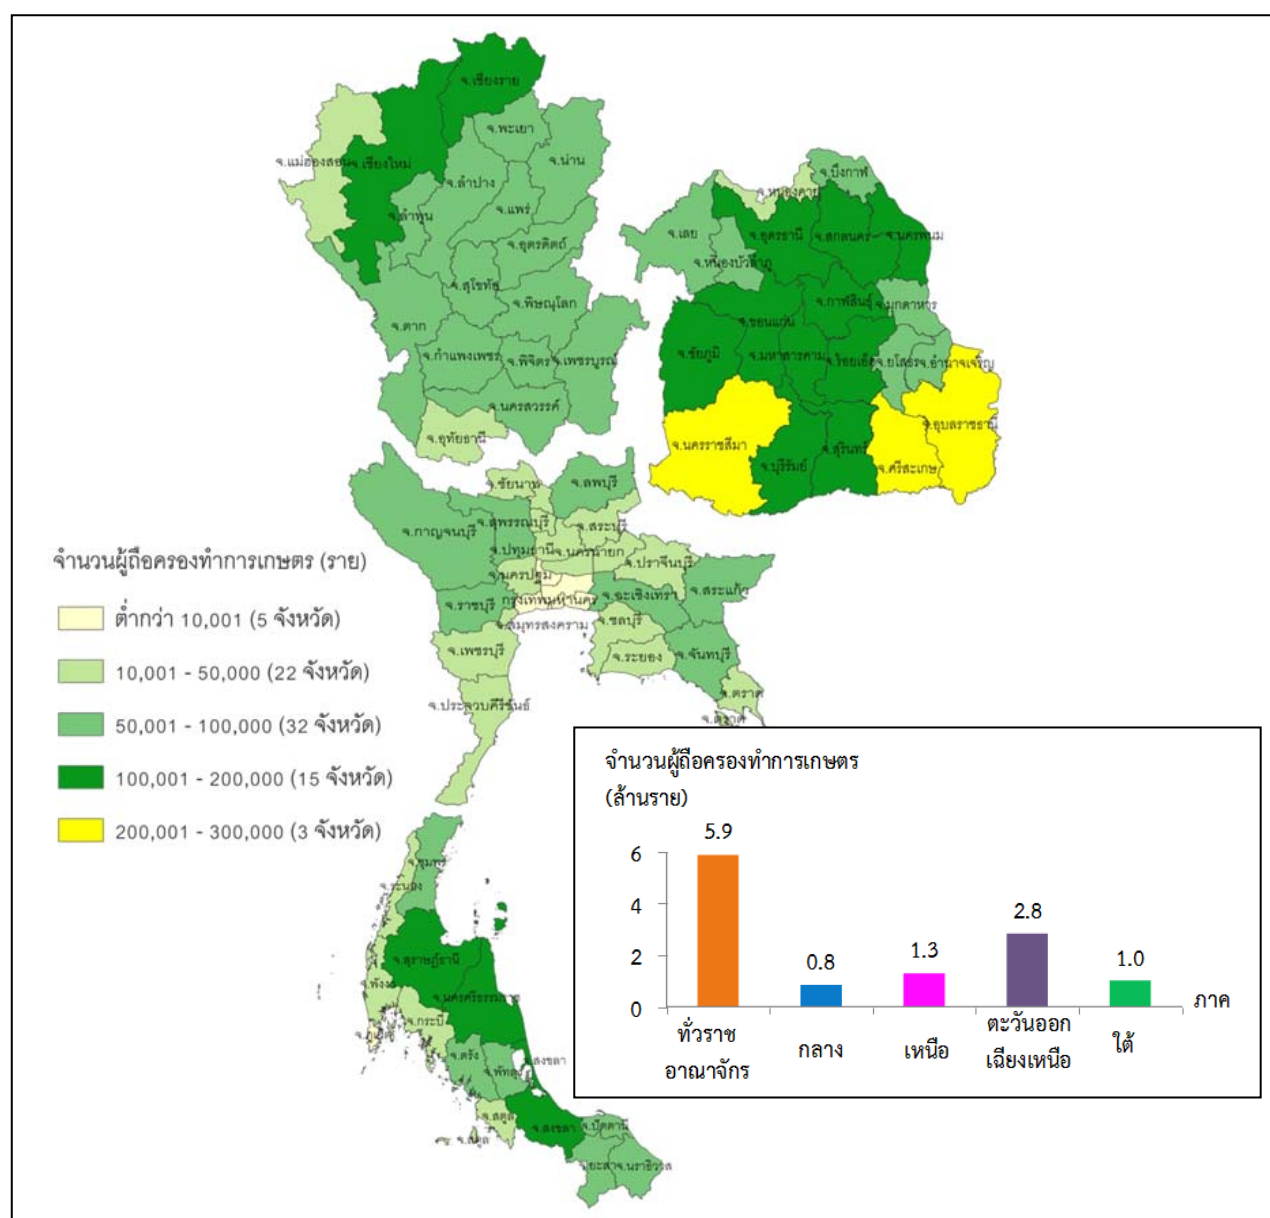 จ.เชียงราย
จ.พะเยา
จ.น่าน
จ.แม่ฮ่องสอน
จ.เชียงใหม่
จ.ลำปาง
จ.แพร่
จ.ลำพูน
จ.อุตรดิตถ์
จ.สุโขทัย
จ.พิษณุโลก
จ.ตาก
จ.กำแพงเพชร
จ.พิจิตร
จ.เพชรบูรณ์
จ.นครสวรรค์
จ.อุทัยธานี
จ.บึงกาฬ
จ.หนองคาย
จ.เลย
จ.อุดรธานี
จ.สกลนคร
จ.นครพนม
จ.หนองบัวลำภู
จ.กาฬสินธุ์
จ.มุกดาหาร
จ.ขอนแก่น
จ.ชัยภูมิ
จ.มหาสารคาม
จ.ร้อยเอ็ด
จ.ยโสธร
จ.อำนาจเจริญ
จ.นครราชสีมา
จ.บุรีรัมย์
จ.สุรินทร์
จ.ศรีสะเกษ
จ.อุบลราชธานี
จ.ชัยนาท
จ.ลพบุรี
จ.กาญจนบุรี
จ.สุพรรณบุรี
จ.สระบุรี
จ.ปทุมธานี
จ.นครนายก
จ.ปราจีนบุรี
จ.นครปฐม
จ.สระแก้ว
กรุงเทพมหานคร
จ.ฉะเชิงเทรา
จ.ราชบุรี
จ.สมุทรสงคราม
จ.ชลบุรี
จ.เพชรบุรี
จ.ระยอง
จ.จันทบุรี
จ.ตราด
จ.ตราด
จ.ประจวบคีรีขันธ์
จ.ชุมพร
จ.ระนอง
จ.สุราษฎ์ธานี
จ.พังงา
จ.นครศรีธรรมราช
จ.กระบี่
จ.ภูเก็ต
จ.ตรัง
จ.พัทลุง
จ.สงขลา
จ.สตูล
จ.สงขลา
จ.ปัตตานี
จ.สตูล
จ.ยะลา
จ.นราธิวาส
จำนวนผู้ถือครองทำการเกษตร (ราย)
ต่ำกว่า 10,001 (5 จังหวัด)
10,001 - 50,000 (22 จังหวัด)
50,001 - 100,000 (32 จังหวัด)
100,001 - 200,000 (15 จังหวัด)
200,001 - 300,000 (3 จังหวัด)
จำนวนผู้ถือครองทำการเกษตร
(ล้านราย)
6
4
2
0
5.9
0.8
1.3
2.8
1.0
ทั่วราช
อาณาจักร
กลาง
เหนือ
ตะวันออก
เฉียงเหนือ
ใต้
ภาค